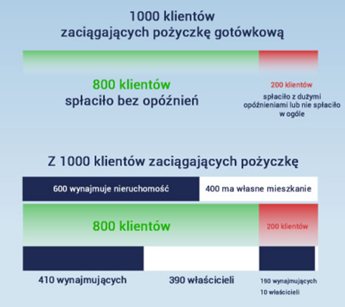 1000 klientów
zaciągających pożyczkę gotówkową
800 klientów
spłaciło bez opóźnień
200 klientów
spłaciło z dużymi
opóźnieniami lub nie spłaciło
w ogóle
Z 1000 klientów zaciągających pożyczkę
600 wynajmuje nieruchomość
400 ma własne mieszkanie
800 klientów
200 klientów
410 wynajmujących
390 właścicieli
190 wynajmujących
10 właścicieli